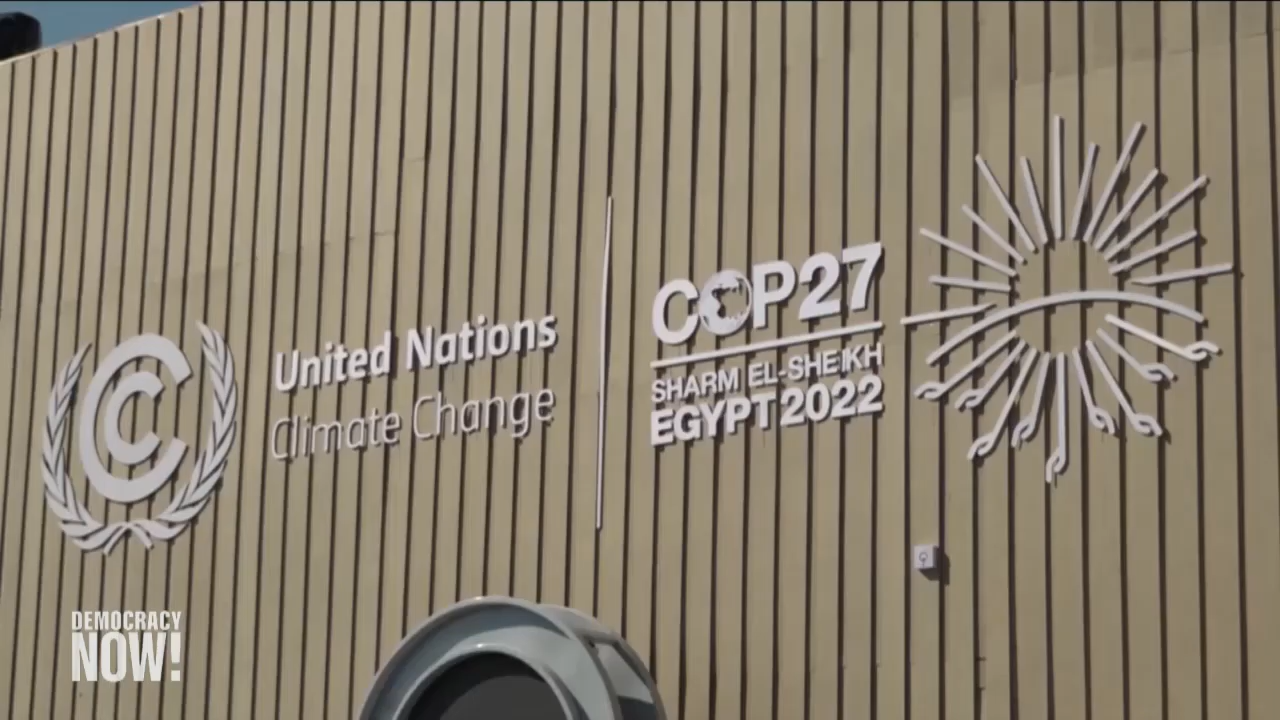 United Nations
Climate Change
COP27
SHARM EL-SHEIKH
EGYPT 2022
DEMOCRACY
NOW!